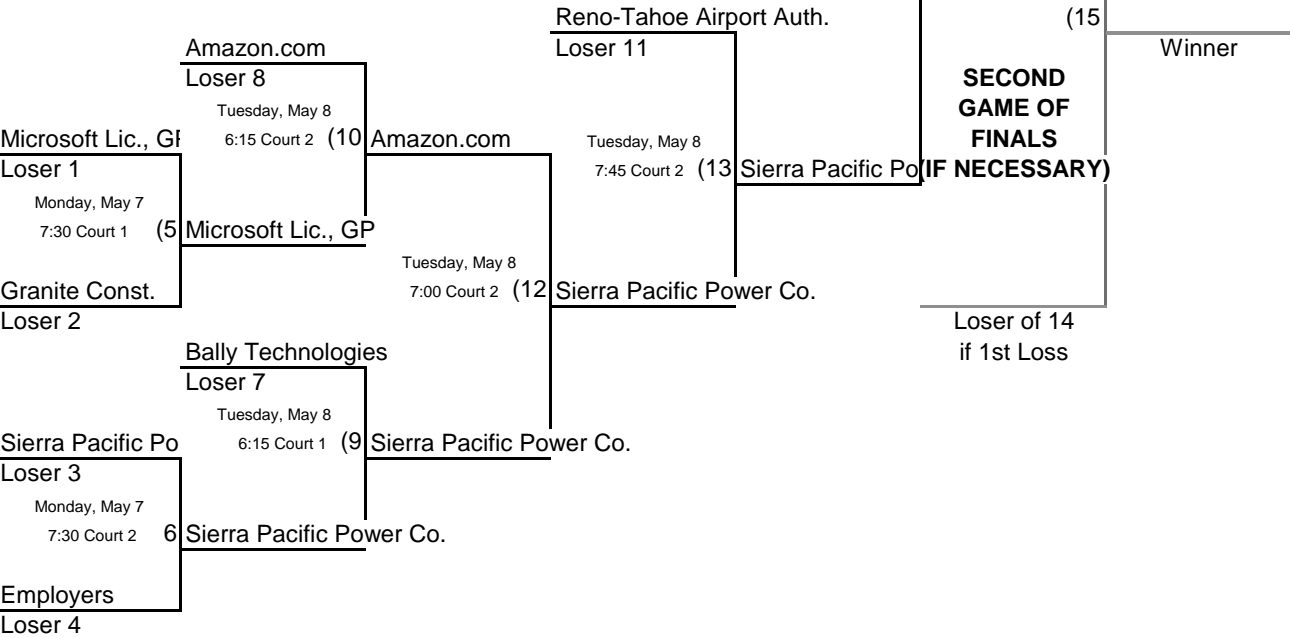 Reno-Tahoe Airport Auth.
(15
Amazon.com
Loser 11
Winner
Loser 8
SECOND
GAME OF
FINALS
(IF NECESSARY)
Tuesday, May 8
6:15 Court 2 (10
Microsoft Lic., GP
Amazon.com
Tuesday, May 8
7:45 Court 2 (13
Sierra Pacific Po
Loser 1
Monday, May 7
7:30 Court 1 (5
Microsoft Lic., GP
Tuesday, May 8
7:00 Court 2 (12
Granite Const.
Sierra Pacific Power Co.
Loser 2
Loser of 14
if 1st Loss
Bally Technologies
Loser 7
Tuesday, May 8
6:15 Court 1 (9
Sierra Pacific Po
Sierra Pacific Power Co.
Loser 3
Monday, May 7
7:30 Court 2 6
Sierra Pacific Power Co.
Employers
Loser 4